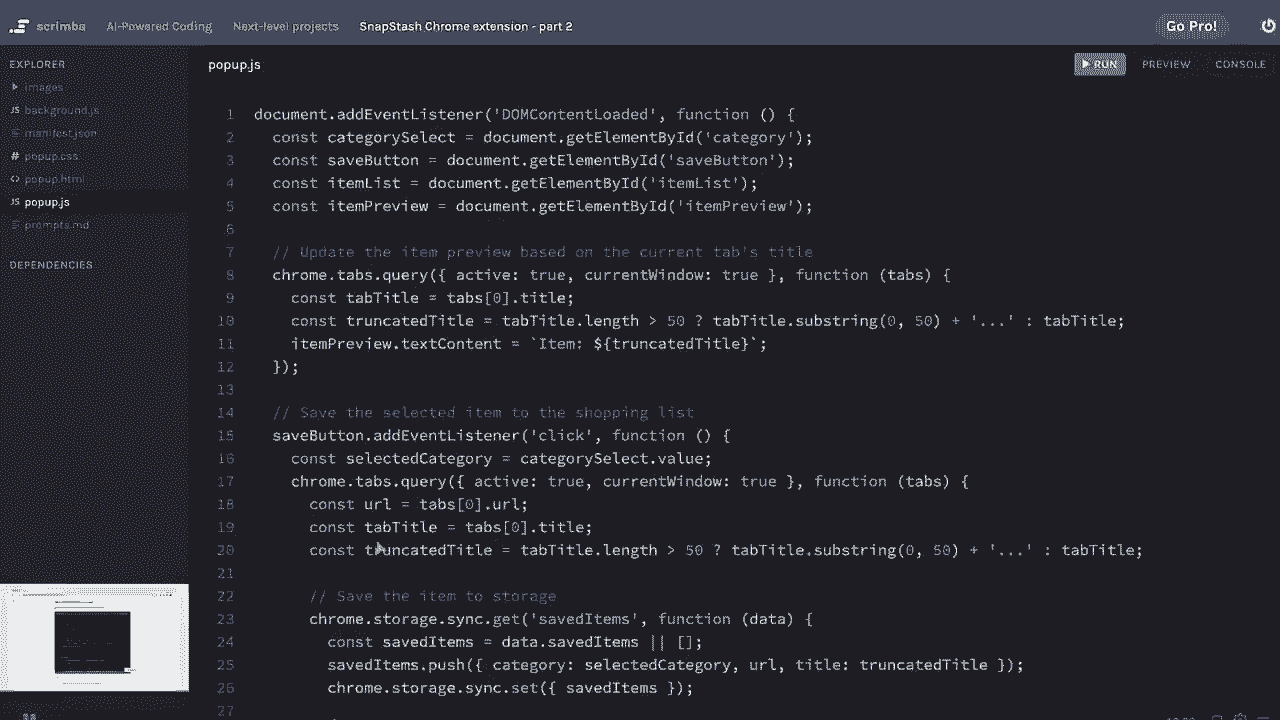 scrimba AI-Powered Coding Next-level projects SnapStash Chrome extension - part 2 Go Pro!
EXPLORER
images
JS background.js
manifest.json
# popup.css
<> popup.html
JS popup.js
prompts.md
DEPENDENCIES
popup.js RUN PREVIEW CONSOLE
1 document.addEventListener('DOMContentLoaded', function () {
2 const categorySelect = document.getElementById('category');
3 const saveButton = document.getElementById('saveButton');
4 const itemList = document.getElementById('itemList');
5 const itemPreview = document.getElementById('itemPreview');
6
7 // Update the item preview based on the current tab's title
8 chrome.tabs.query({ active: true, currentWindow: true }, function (tabs) {
9 const tabTitle = tabs[0].title;
10 const truncatedTitle = tabTitle.length > 50 ? tabTitle.substring(0, 50) + '...' : tabTitle;
11 itemPreview.textContent = `Item: ${truncatedTitle}`;
12 });
13
14 // Save the selected item to the shopping list
15 saveButton.addEventListener('click', function () {
16 const selectedCategory = categorySelect.value;
17 chrome.tabs.query({ active: true, currentWindow: true }, function (tabs) {
18 const url = tabs[0].url;
19 const tabTitle = tabs[0].title;
20 const truncatedTitle = tabTitle.length > 50 ? tabTitle.substring(0, 50) + '...' : tabTitle;
21
22 // Save the item to storage
23 chrome.storage.sync.get('savedItems', function (data) {
24 const savedItems = data.savedItems || [];
25 savedItems.push({ category: selectedCategory, url, title: truncatedTitle });
26 chrome.storage.sync.set({ savedItems });
27